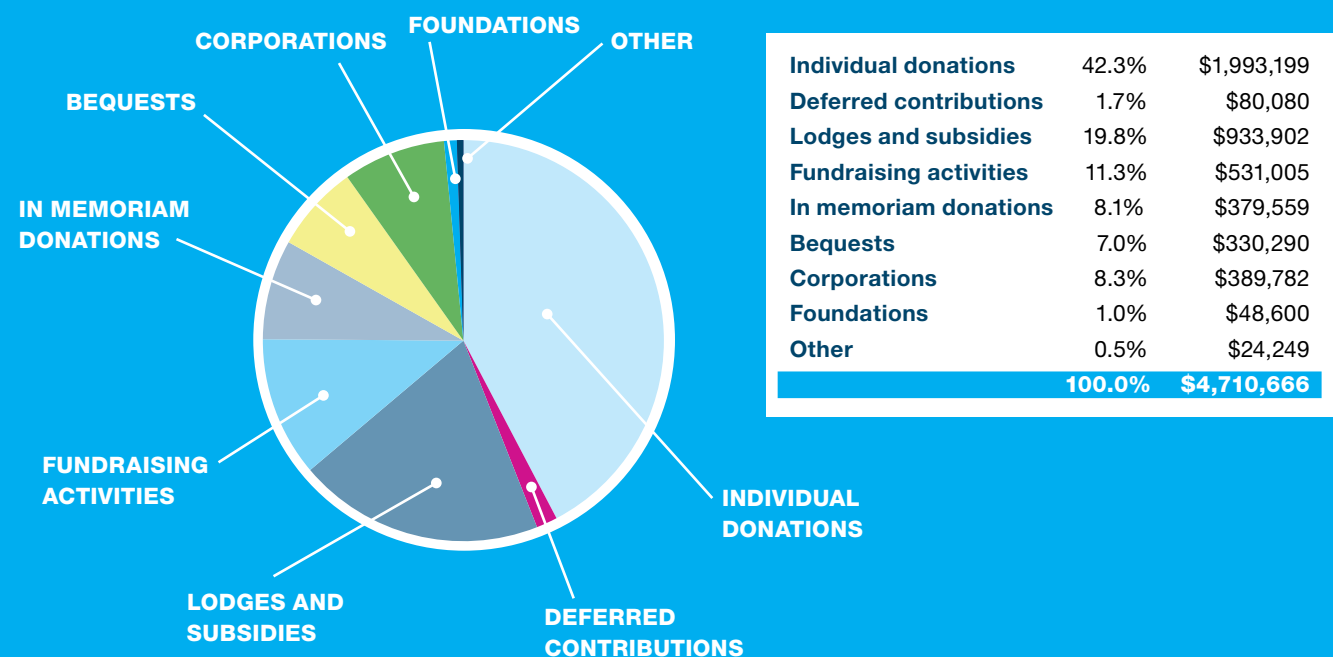 FOUNDATIONS
CORPORATIONS
OTHER
BEQUESTS
IN MEMORIAM
DONATIONS
FUNDRAISING
ACTIVITIES
LODGES AND
SUBSIDIES
DEFERRED
CONTRIBUTIONS
INDIVIDUAL
DONATIONS
Individual donations 42.3% $1,993,199
Deferred contributions 1.7% $80,080
Lodges and subsidies 19.8% $933,902
Fundraising activities 11.3% $531,005
In memoriam donations 8.1% $379,559
Bequests 7.0% $330,290
Corporations 8.3% $389,782
Foundations 1.0% $48,600
Other 0.5% $24,249
100.0% $4,710,666